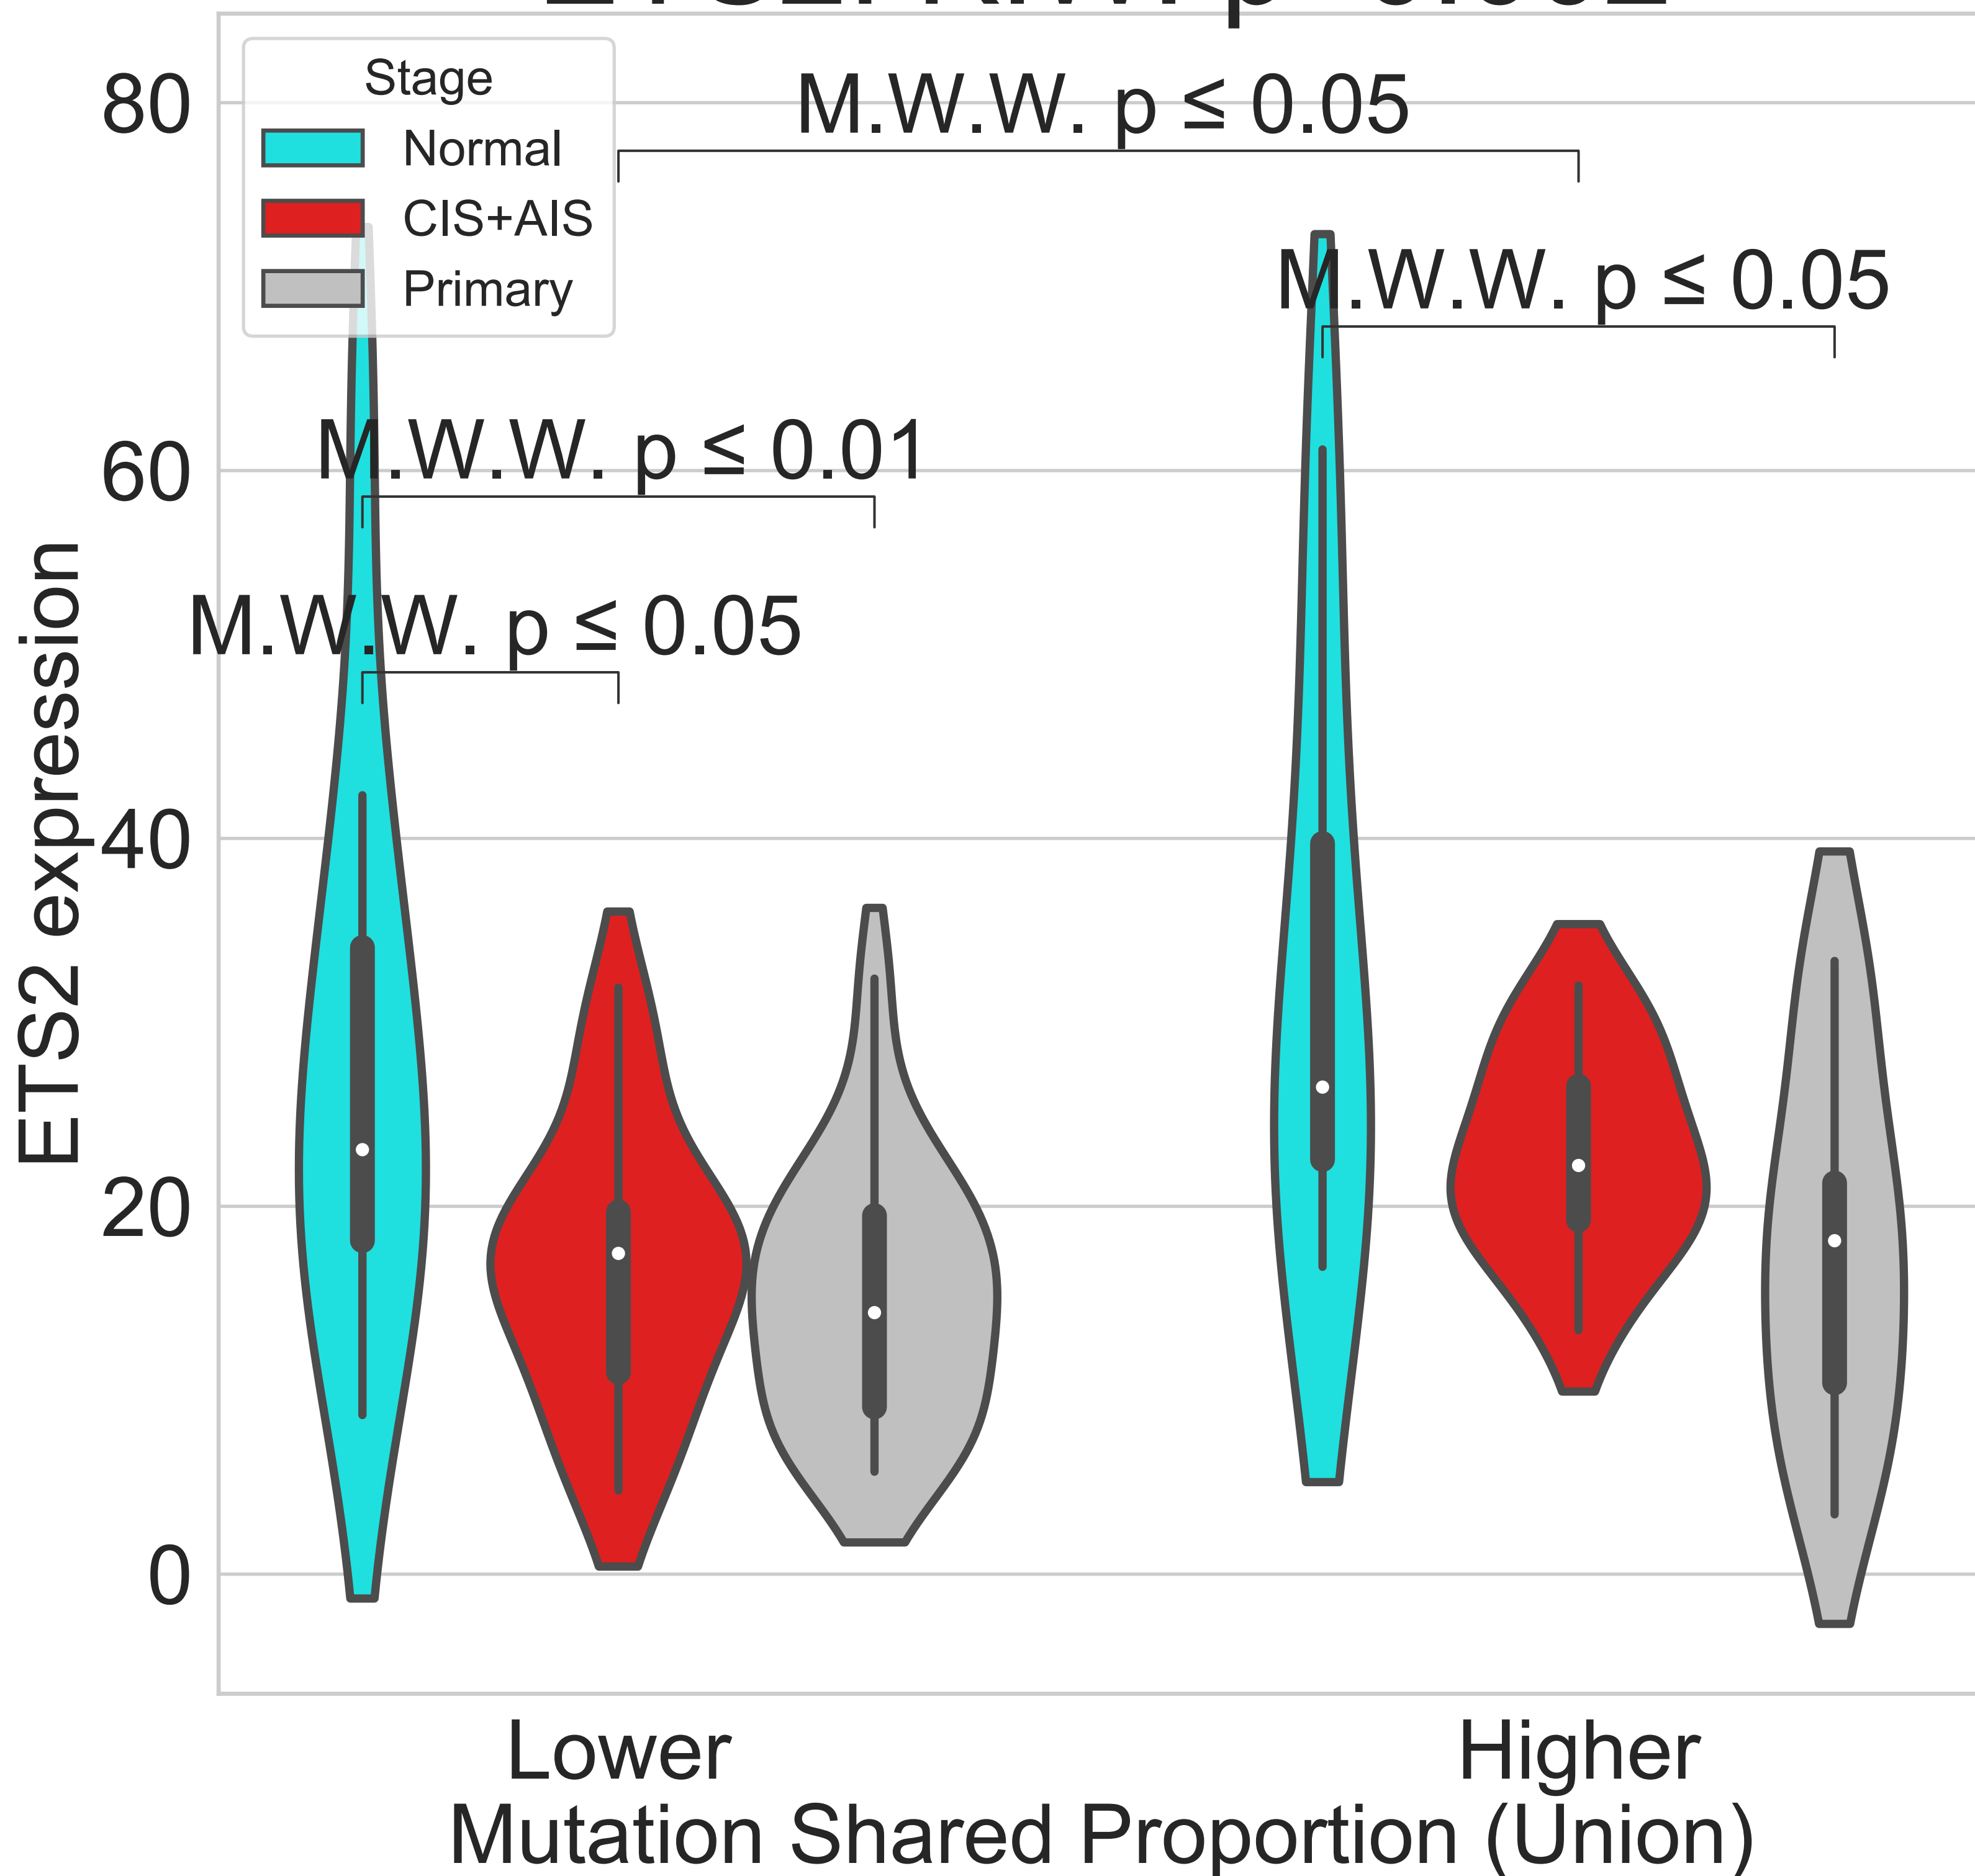 Stage
Normal
CIS+AIS
Primary
M.W.W. p ≤ 0.05
M.W.W. p ≤ 0.05
M.W.W. p ≤ 0.01
M.W.W. p ≤ 0.05
80
60
40
20
0
ETS2 expression
Lower
Higher
Mutation Shared Proportion (Union)